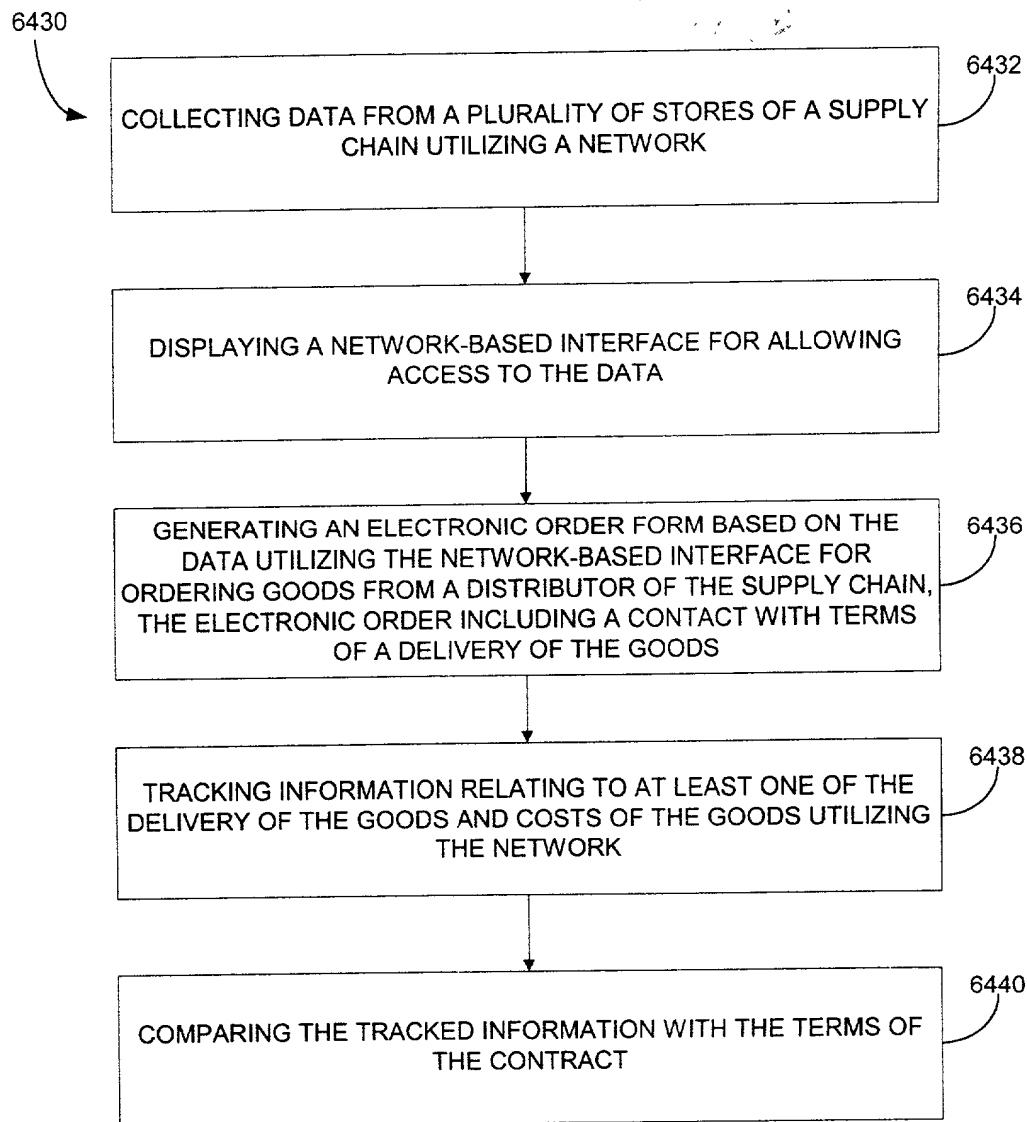 6430
6432
COLLECTING DATA FROM A PLURALITY OF STORES OF A SUPPLY
CHAIN UTILIZING A NETWORK
6434
DISPLAYING A NETWORK-BASED INTERFACE FOR ALLOWING
ACCESS TO THE DATA
6436
GENERATING AN ELECTRONIC ORDER FORM BASED ON THE
DATA UTILIZING THE NETWORK-BASED INTERFACE FOR
ORDERING GOODS FROM A DISTRIBUTOR OF THE SUPPLY CHAIN,
THE ELECTRONIC ORDER INCLUDING A CONTACT WITH TERMS
OF A DELIVERY OF THE GOODS
6438
TRACKING INFORMATION RELATING TO AT LEAST ONE OF THE
DELIVERY OF THE GOODS AND COSTS OF THE GOODS UTILIZING
THE NETWORK
6440
COMPARING THE TRACKED INFORMATION WITH THE TERMS OF
THE CONTRACT